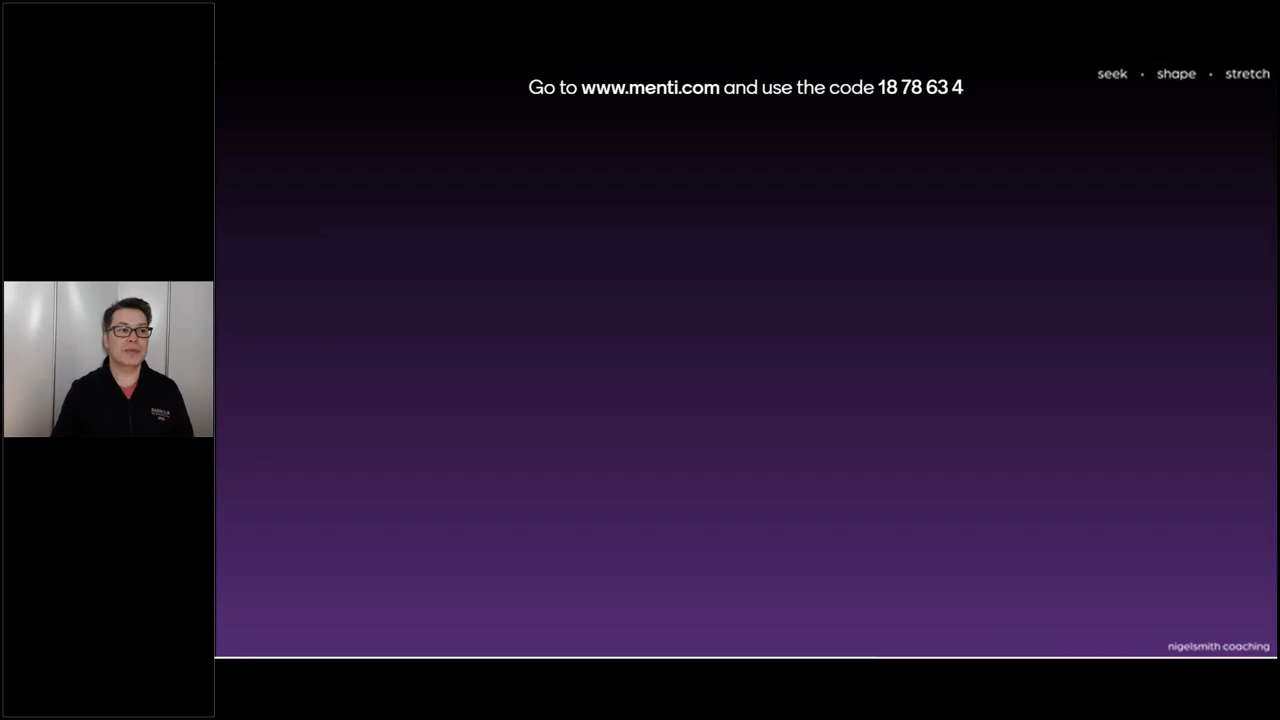 Go to www.menti.com and use the code 18 78 63 4
seek · shape · stretch
nigelsmith coaching